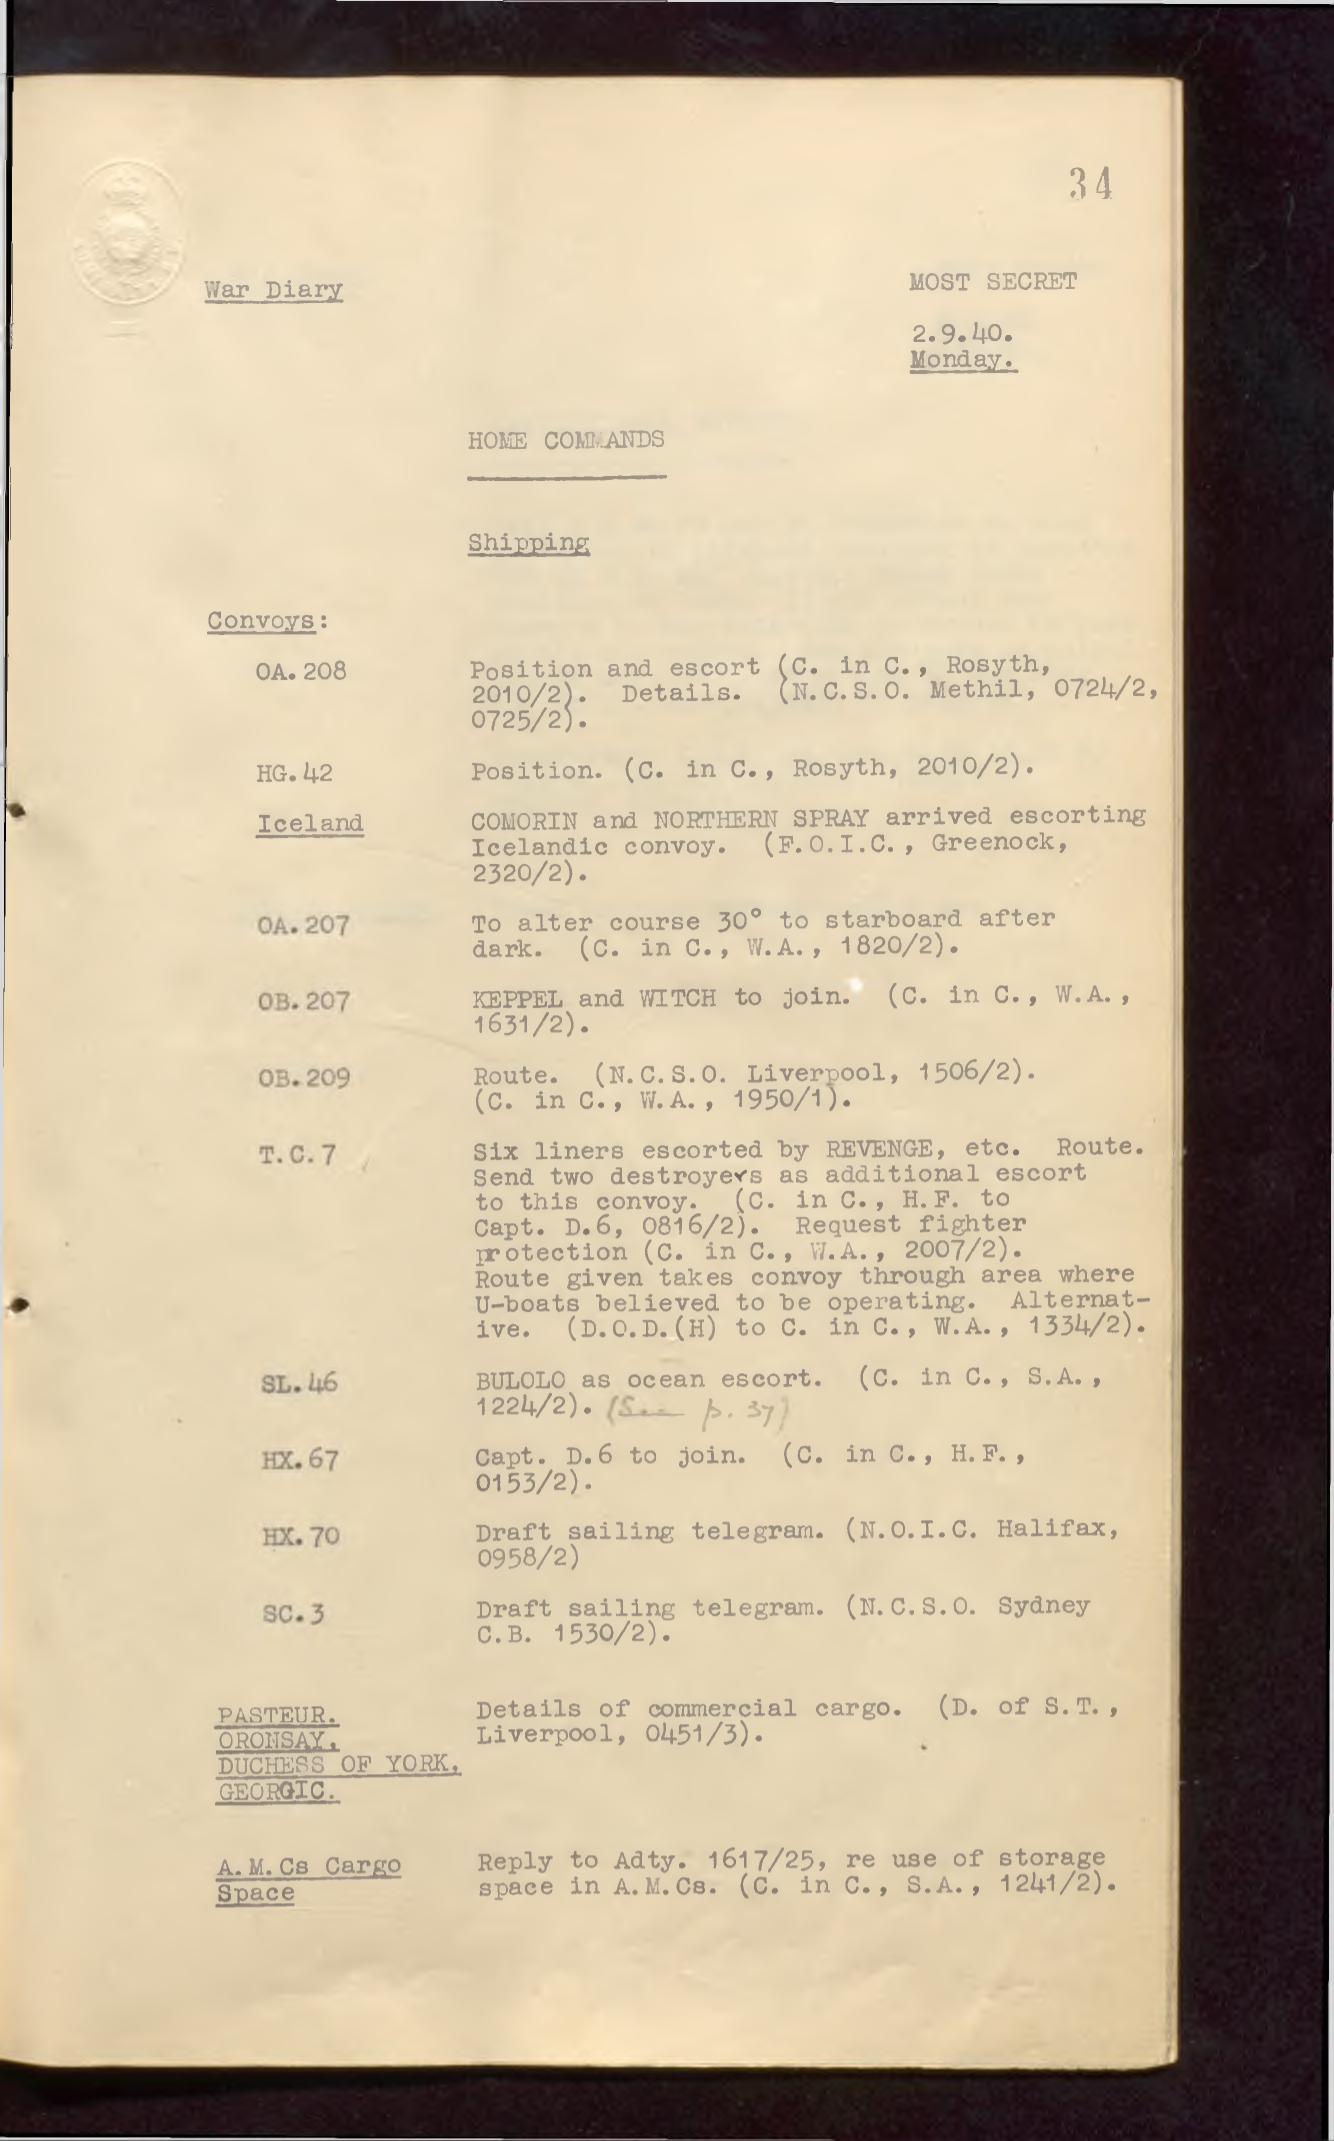 34
War Diary
MOST SECRET
2.9.40.
Monday.
HOME COMMANDS
Shipping
Convoys:
OA.208
Position and escort (C. in C., Rosyth,
2010/2). Details. (N.C.S.O. Methil, 0724/2,
0725/2).
HG.42
Position. (C. in C., Rosyth, 2010/2).
Iceland
COMORIN and NORTHERN SPRAY arrived escorting
Icelandic convoy. (F.O.I.C., Greenock,
2320/2).
OA.207
To alter course 30° to starboard after
dark. (C. in C., W.A., 1820/2).
OB.207
KEPPEL and WITCH to join. (C. in C., W.A.,
1631/2).
OB.209
Route. (N.C.S.O. Liverpool, 1506/2).
(C. in C., W.A., 1950/1).
T.C.7
Six liners escorted by REVENGE, etc. Route.
Send two destroyers as additional escort
to this convoy. (C. in C., H.F. to
Capt. D.6, 0816/2). Request fighter
protection (C. in C., W.A., 2007/2).
Route given takes convoy through area where
U-boats believed to be operating. Alternat-
ive. (D.O.D.(H) to C. in C., W.A., 1334/2).
SL.46
BULOLO as ocean escort. (C. in C., S.A.,
1224/2). (See p. 37)
HX.67
Capt. D.6 to join. (C. in C., H.F.,
0153/2).
HX.70
Draft sailing telegram. (N.O.I.C. Halifax,
0958/2)
SC.3
Draft sailing telegram. (N.C.S.O. Sydney
C.B. 1530/2).
PASTEUR.
ORONSAY.
DUCHESS OF YORK.
GEORGIC.
Details of commercial cargo. (D. of S.T.,
Liverpool, 0451/3).
A.M.Cs Cargo
Space
Reply to Adty. 1617/25, re use of storage
space in A.M.Cs. (C. in C., S.A., 1241/2).